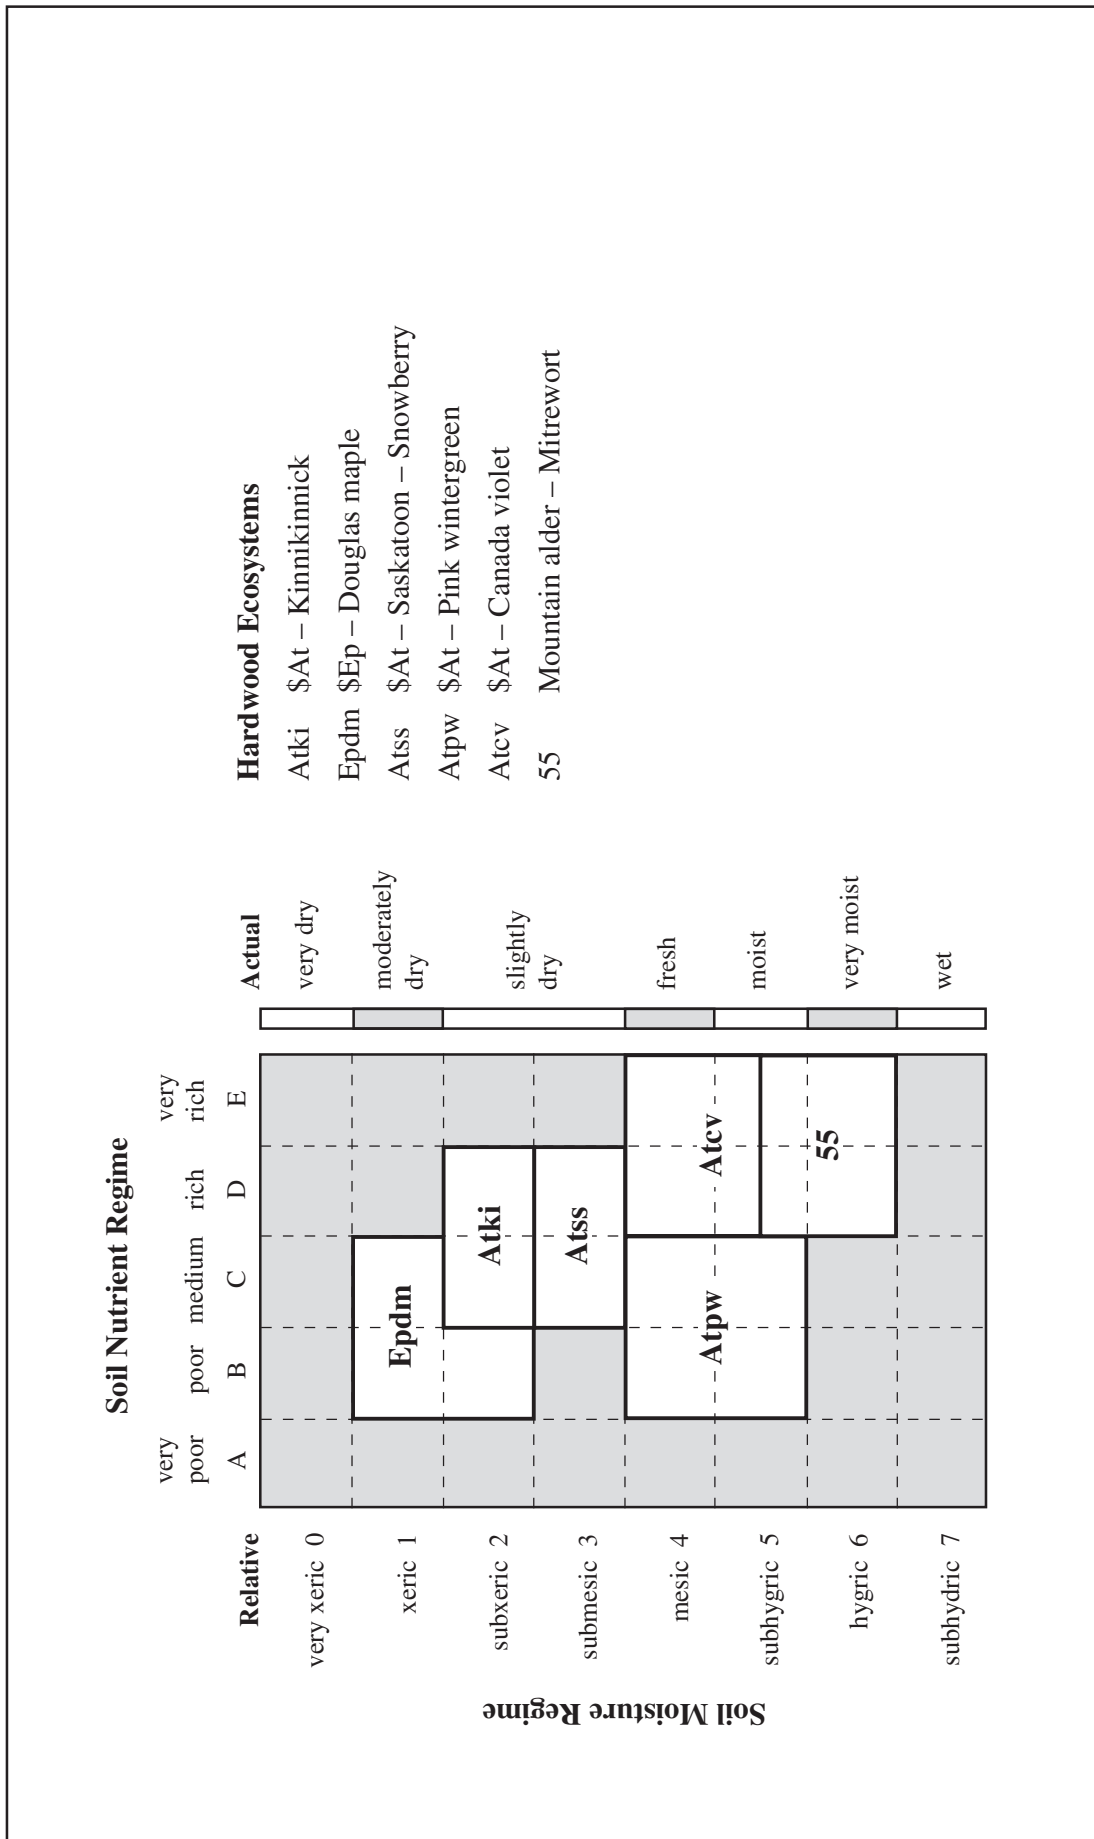 Soil Nutrient Regime
very
poor poor medium rich very
rich
Relative A B C D E Actual
very xeric 0 very dry
xeric 1 Epdm moderately
dry
subxeric 2 Atki slightly
dry
submesic 3 Atss
mesic 4 fresh
Atpw Atcv
subhygric 5 moist
hygric 6 55 very moist
subhydric 7 wet
Soil Moisture Regime
Hardwood Ecosystems
Atki $At – Kinnikinnick
Epdm $Ep – Douglas maple
Atss $At – Saskatoon – Snowberry
Atpw $At – Pink wintergreen
Atcv $At – Canada violet
55 Mountain alder – Mitrewort